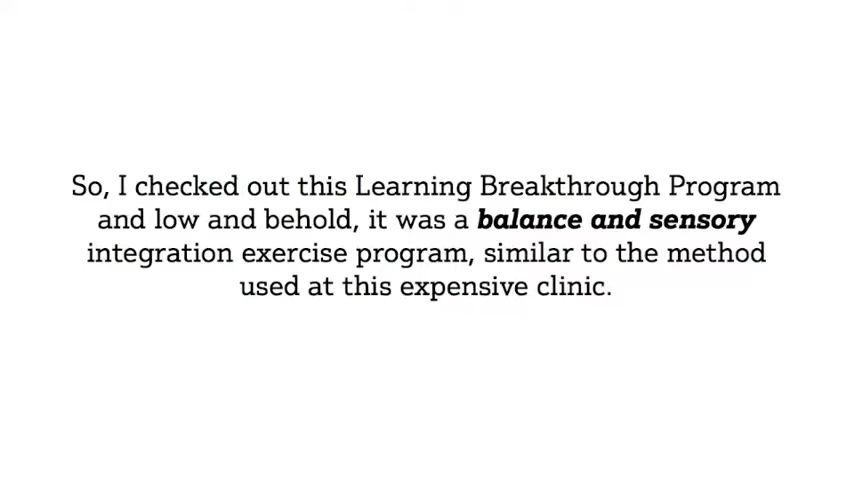 So, I checked out this Learning Breakthrough Program
and low and behold, it was a balance and sensory
integration exercise program, similar to the method
used at this expensive clinic.